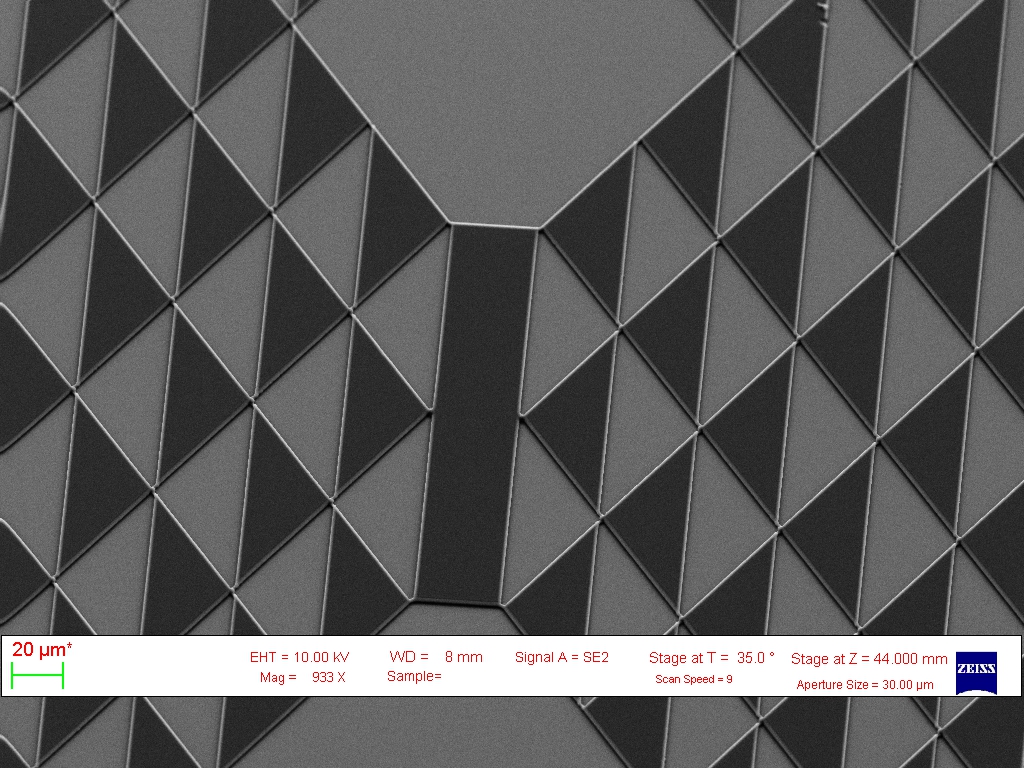 20 µm*
EHT = 10.00 kV
WD = 8 mm
Signal A = SE2
Stage at T = 35.0 °
Stage at Z = 44.000 mm
Mag = 933 X
Sample=
Scan Speed = 9
Aperture Size = 30.00 µm
ZEISS